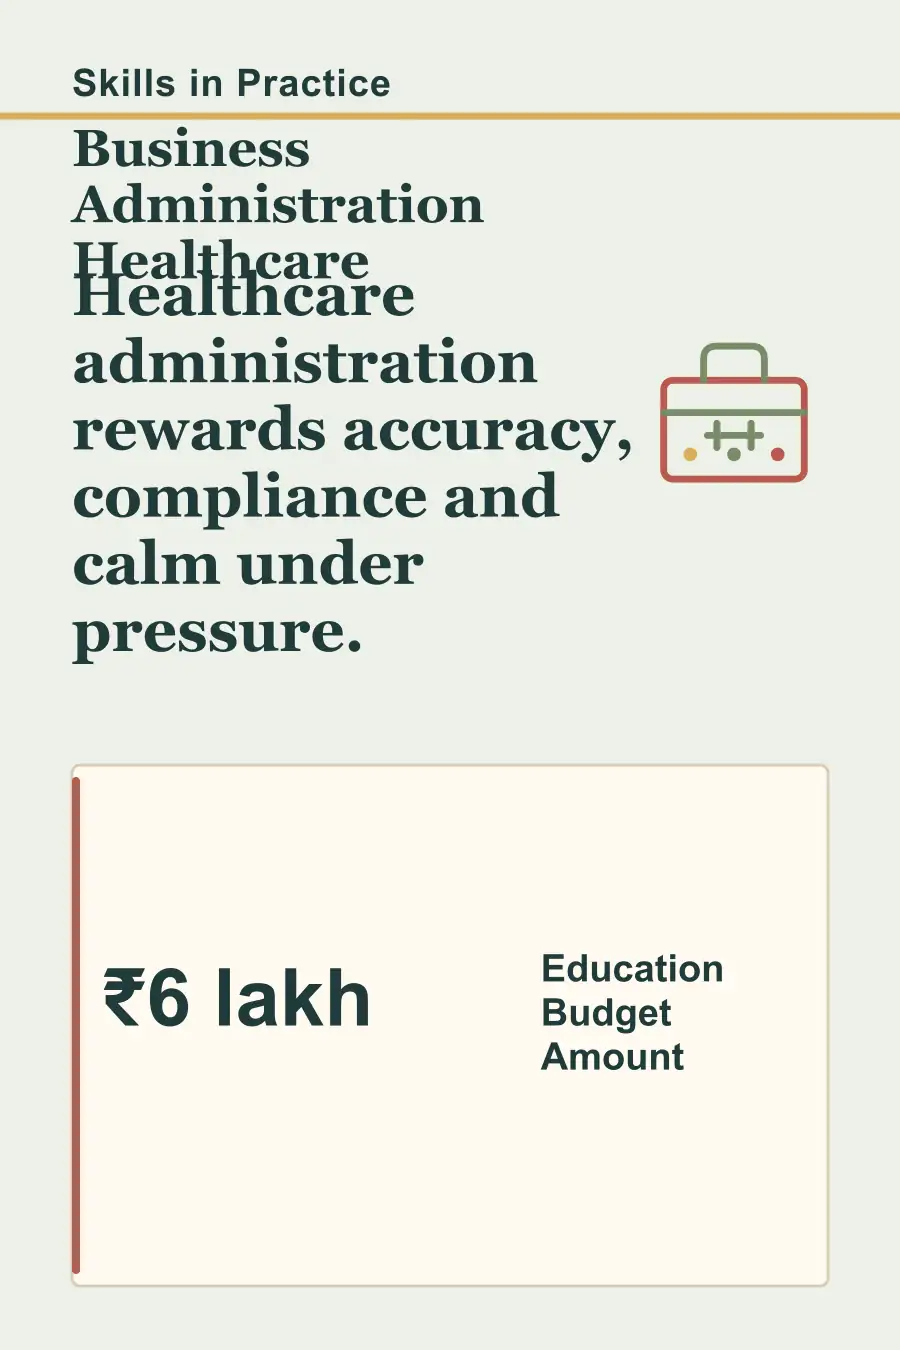 Skills in Practice
Business
Administration
Healthcare
Healthcare
administration
rewards accuracy,
compliance and
calm under
pressure.
₹6 lakh
Education
Budget
Amount